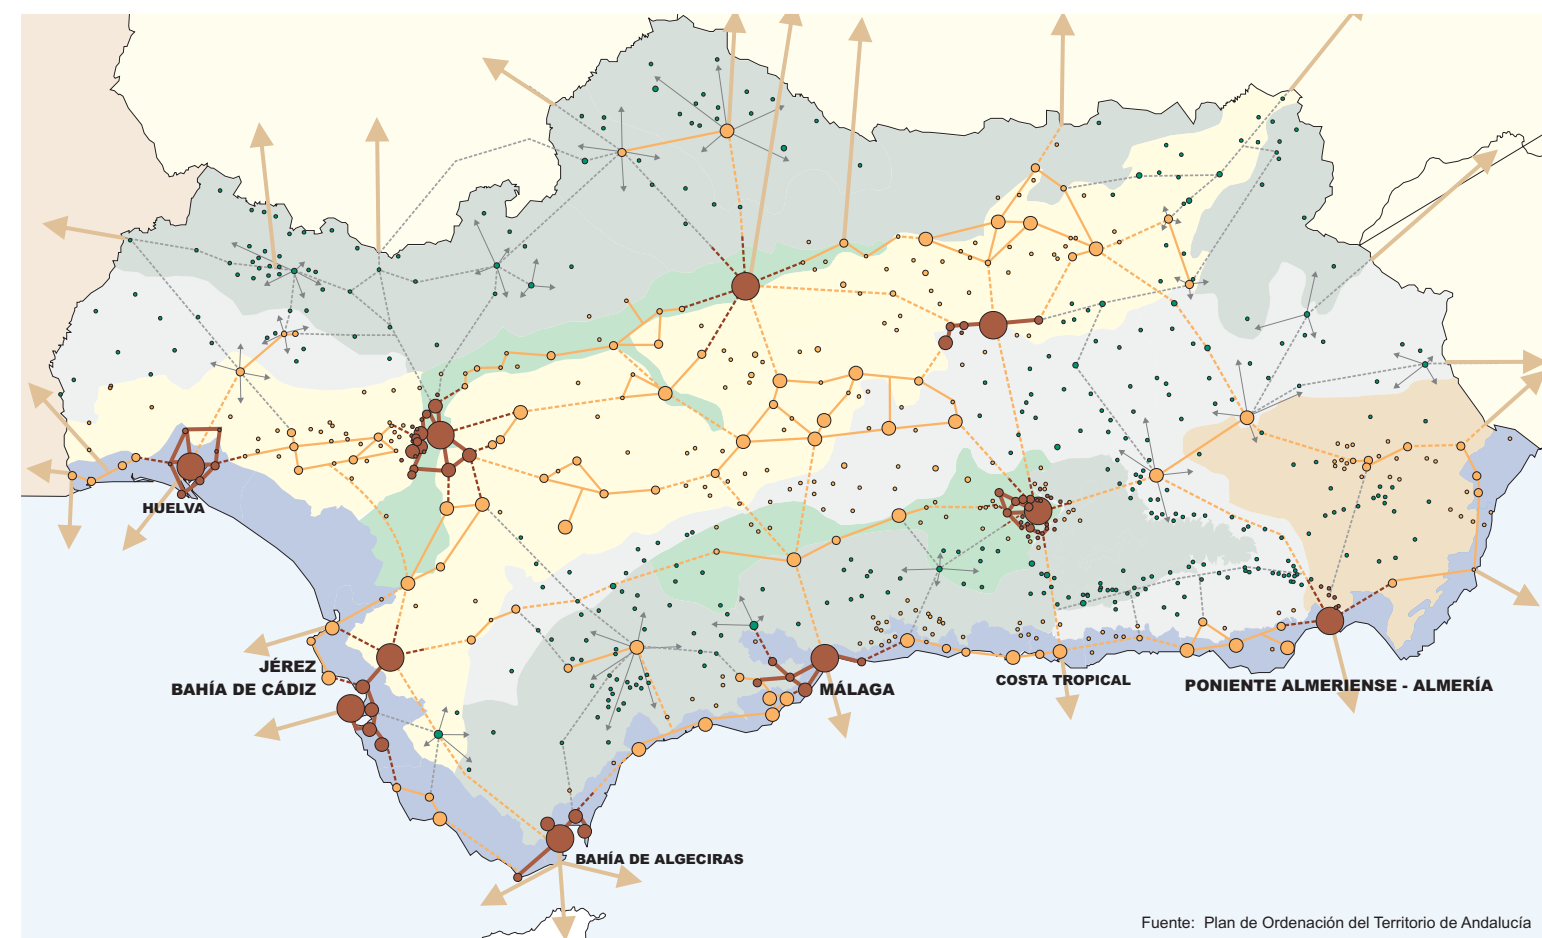 HUELVA
JÉREZ
BAHÍA DE CÁDIZ
MÁLAGA
COSTA TROPICAL
PONIENTE ALMERIENSE - ALMERÍA
BAHÍA DE ALGECIRAS
Fuente: Plan de Ordenación del Territorio de Andalucía